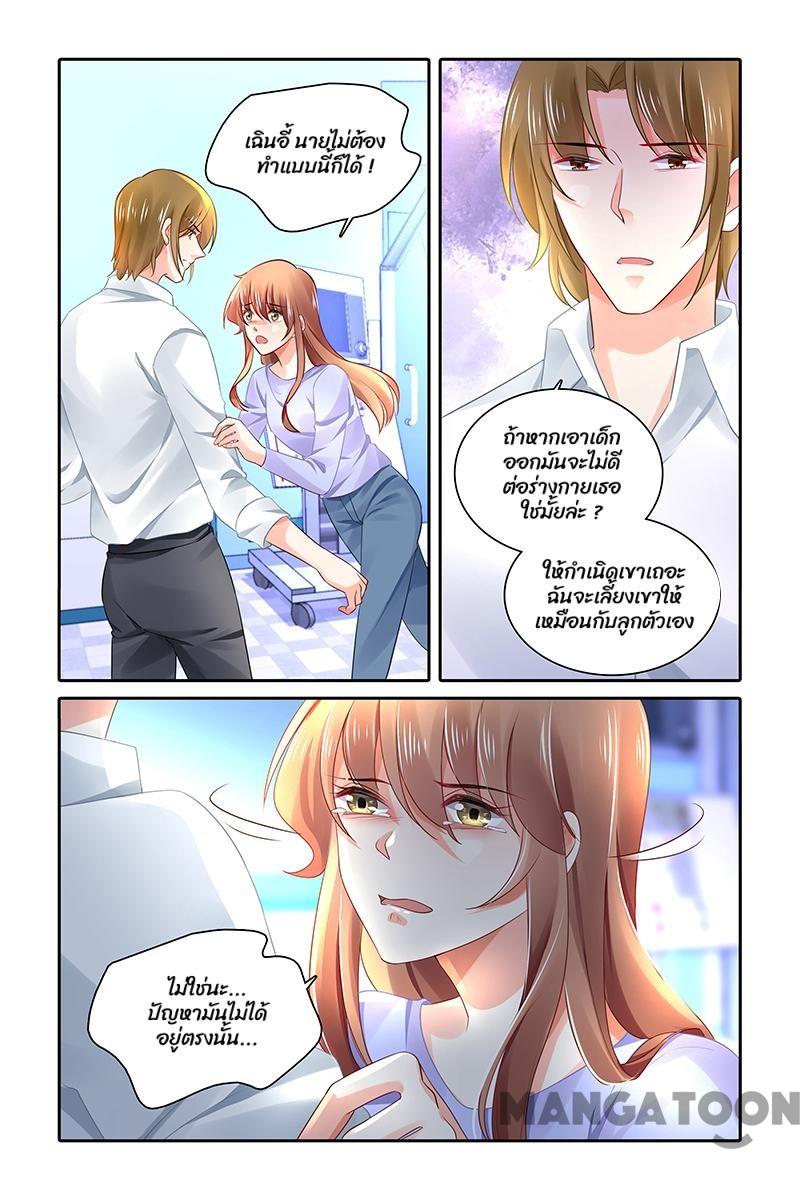 เฉินอี้ นายไม่ต้อง
ทำแบบนี้ก็ได้ !
ถ้าหากเอาเด็ก
ออกมันจะไม่ดี
ต่อร่างกายเธอ
ใช่มั้ยล่ะ ?
ให้กำเนิดเขาเถอะ
ฉันจะเลี้ยงเขาให้
เหมือนกับลูกตัวเอง
ไม่ใช่นะ...
ปัญหามันไม่ได้
อยู่ตรงนั้น...
MANGATOON